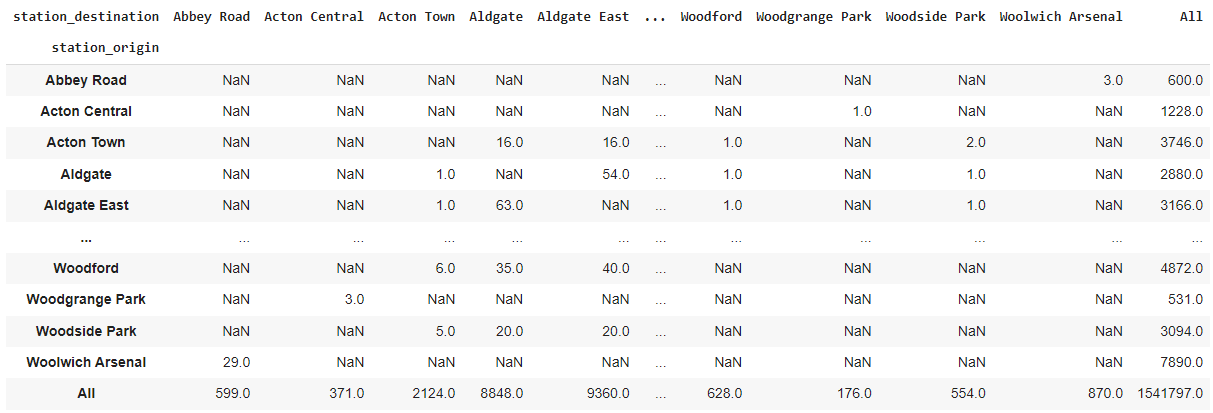 station_destination Abbey Road Acton Central Acton Town Aldgate Aldgate East ... Woodford Woodgrange Park Woodside Park Woolwich Arsenal All
station_origin
Abbey Road NaN NaN NaN NaN NaN ... NaN NaN NaN 3.0 600.0
Acton Central NaN NaN NaN NaN NaN ... NaN 1.0 NaN NaN 1228.0
Acton Town NaN NaN NaN 16.0 16.0 ... 1.0 NaN 2.0 NaN 3746.0
Aldgate NaN NaN 1.0 NaN 54.0 ... 1.0 NaN 1.0 NaN 2880.0
Aldgate East NaN NaN 1.0 63.0 NaN ... 1.0 NaN 1.0 NaN 3166.0
... ... ... ... ... ... ... ... ... ... ... ...
Woodford NaN NaN 6.0 35.0 40.0 ... NaN NaN NaN NaN 4872.0
Woodgrange Park NaN 3.0 NaN NaN NaN ... NaN NaN NaN NaN 531.0
Woodside Park NaN NaN 5.0 20.0 20.0 ... NaN NaN NaN NaN 3094.0
Woolwich Arsenal 29.0 NaN NaN NaN NaN ... NaN NaN NaN NaN 7890.0
All 599.0 371.0 2124.0 8848.0 9360.0 ... 628.0 176.0 554.0 870.0 1541797.0